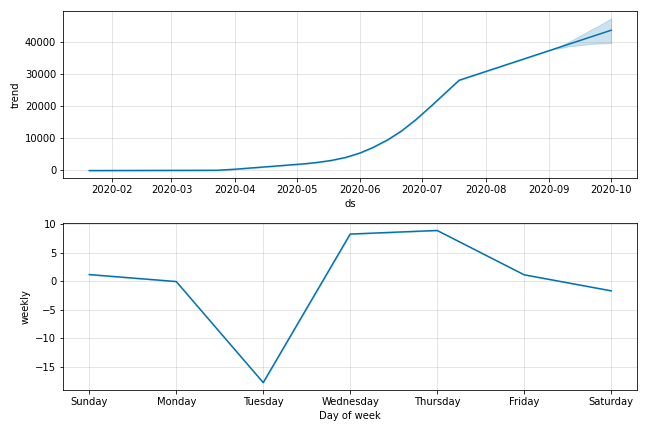 40000
30000
20000
10000
0
trend
2020-02 2020-03 2020-04 2020-05 2020-06 2020-07 2020-08 2020-09 2020-10
ds
10
5
0
−5
−10
−15
weekly
Sunday Monday Tuesday Wednesday Thursday Friday Saturday
Day of week